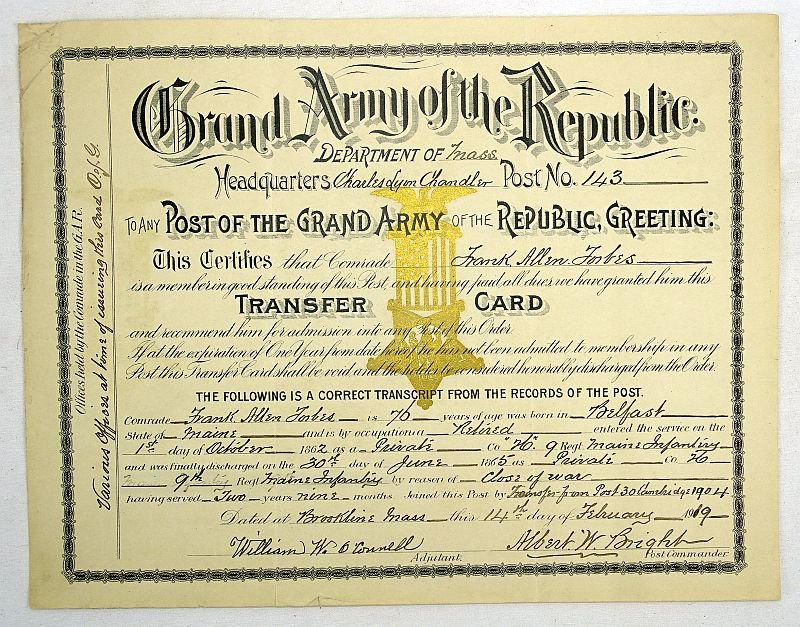 Grand Army of the Republic.
DEPARTMENT OF Mass.
Headquarters Charles Lyon Chandler Post No. 143
TO ANY POST OF THE GRAND ARMY OF THE REPUBLIC, GREETING:
This Certifies that Comrade Frank Allen Forbes
is a member in good standing of this Post, and having paid all dues we have granted him this
TRANSFER CARD
and recommend him for admission into any Post of this Order.
If at the expiration of One Year from date hereof he has not been admitted to membership in any
Post this Transfer Card shall be void and the holder considered honorably discharged from the Order.
THE FOLLOWING IS A CORRECT TRANSCRIPT FROM THE RECORDS OF THE POST.
Comrade Frank Allen Forbes is 76 years of age was born in Belfast
State of Maine and is by occupation a Retired entered the service on the
1st day of October 1862 as a Private Co "H". 9 Regt Maine Infantry
and was finally discharged on the 30th day of June 1865 as Private Co H
9th Regt Maine Infantry by reason of close of war
having served Two years nine months. Joined this Post by Transfer from Post 30 Cambridge 1904
Dated at Brookline Mass this 14th day of February 1919
William W. O'Connell Albert W. Bright
Adjutant. Post Commander.
Offices held by the Comrade in the G.A.R.
Various Offices at time of issuing this Card